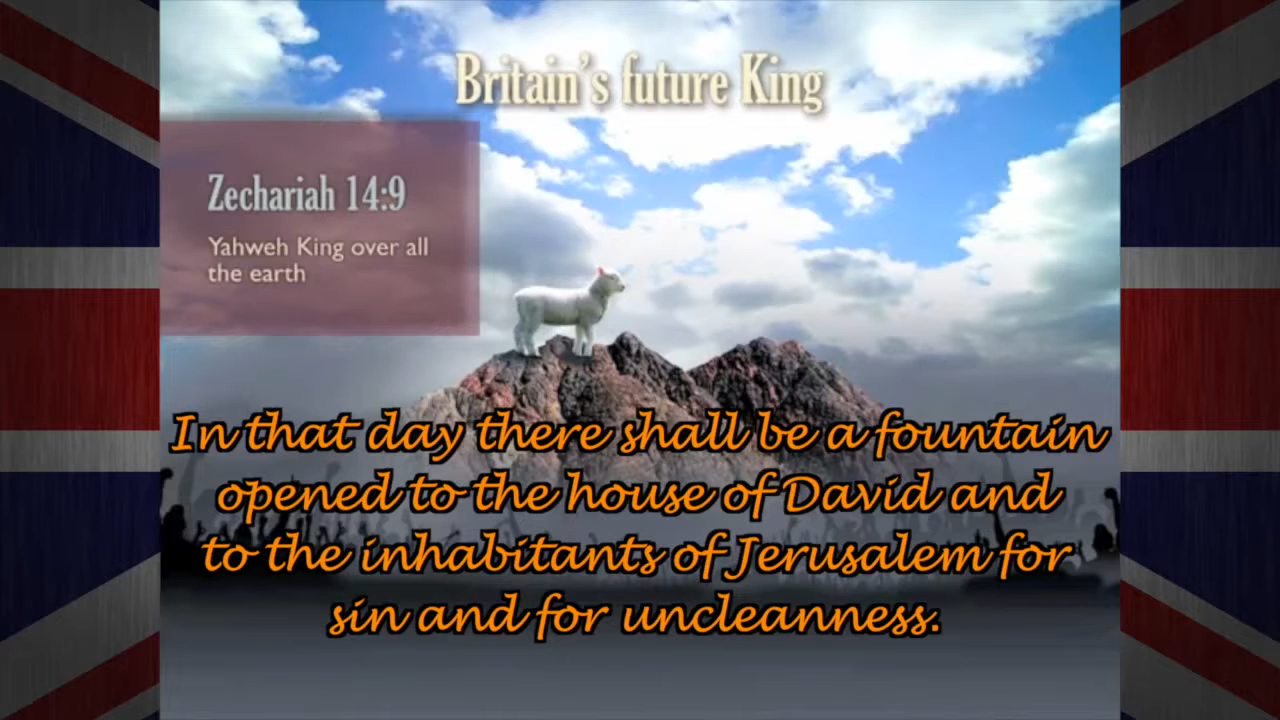 Britain's future King
Zechariah 14:9
Yahweh King over all
the earth
In that day there shall be a fountain
opened to the house of David and
to the inhabitants of Jerusalem for
sin and for uncleanness.